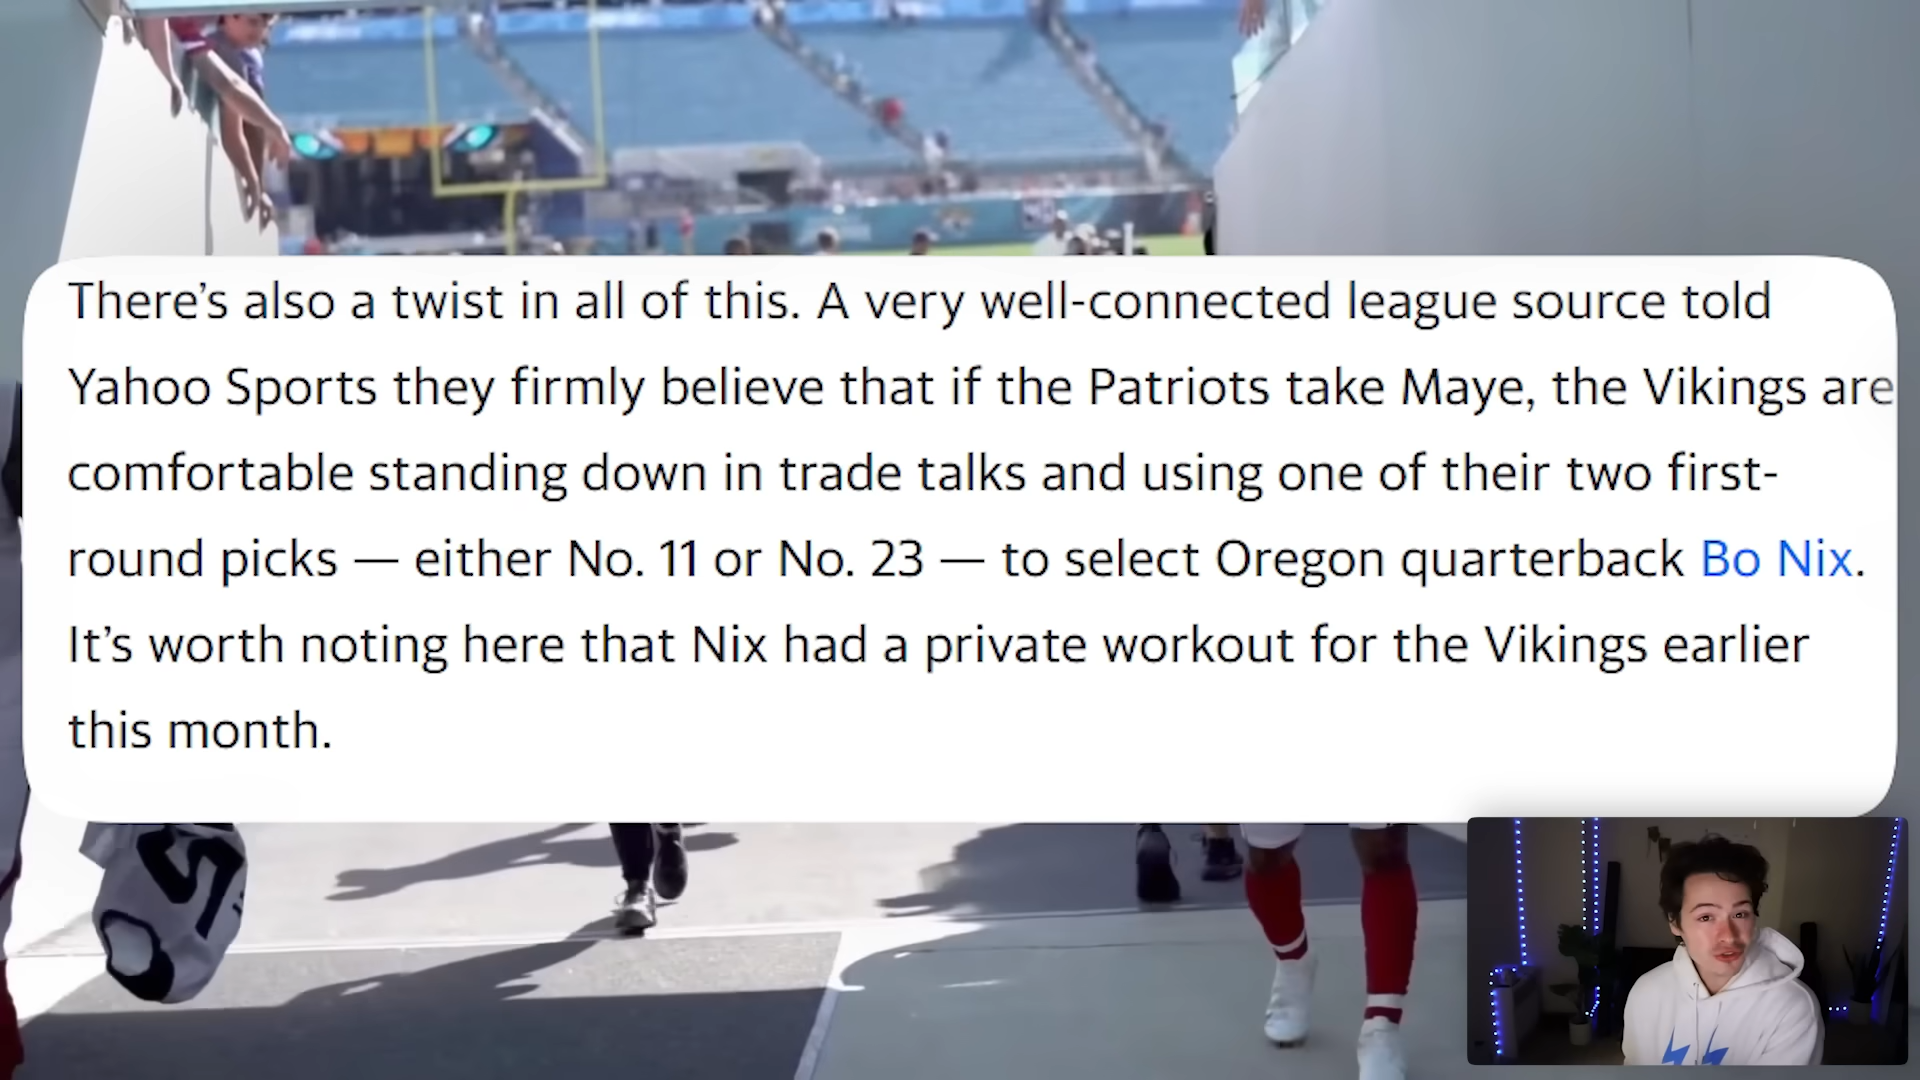 There’s also a twist in all of this. A very well-connected league source told
Yahoo Sports they firmly believe that if the Patriots take Maye, the Vikings are
comfortable standing down in trade talks and using one of their two first-
round picks — either No. 11 or No. 23 — to select Oregon quarterback Bo Nix.
It’s worth noting here that Nix had a private workout for the Vikings earlier
this month.